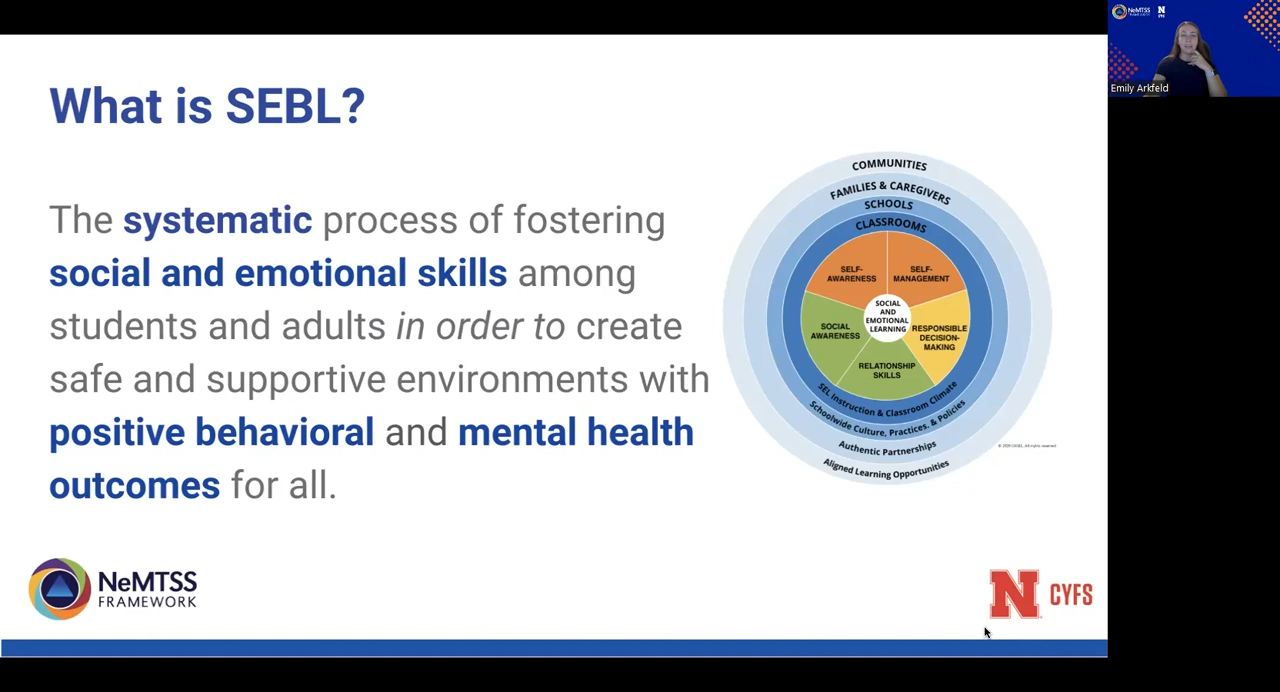 What is SEBL?
The systematic process of fostering
social and emotional skills among
students and adults in order to create
safe and supportive environments with
positive behavioral and mental health
outcomes for all.
COMMUNITIES
FAMILIES & CAREGIVERS
SCHOOLS
CLASSROOMS
SELF-
AWARENESS
SELF-
MANAGEMENT
SOCIAL
AWARENESS
SOCIAL
AND
EMOTIONAL
LEARNING
RESPONSIBLE
DECISION-
MAKING
RELATIONSHIP
SKILLS
SEL Instruction & Classroom Climate
Schoolwide Culture, Practices, & Policies
Authentic Partnerships
Aligned Learning Opportunities
NeMTSS
FRAMEWORK
N CYFS
NeMTSS
N
Emily Arkfeld